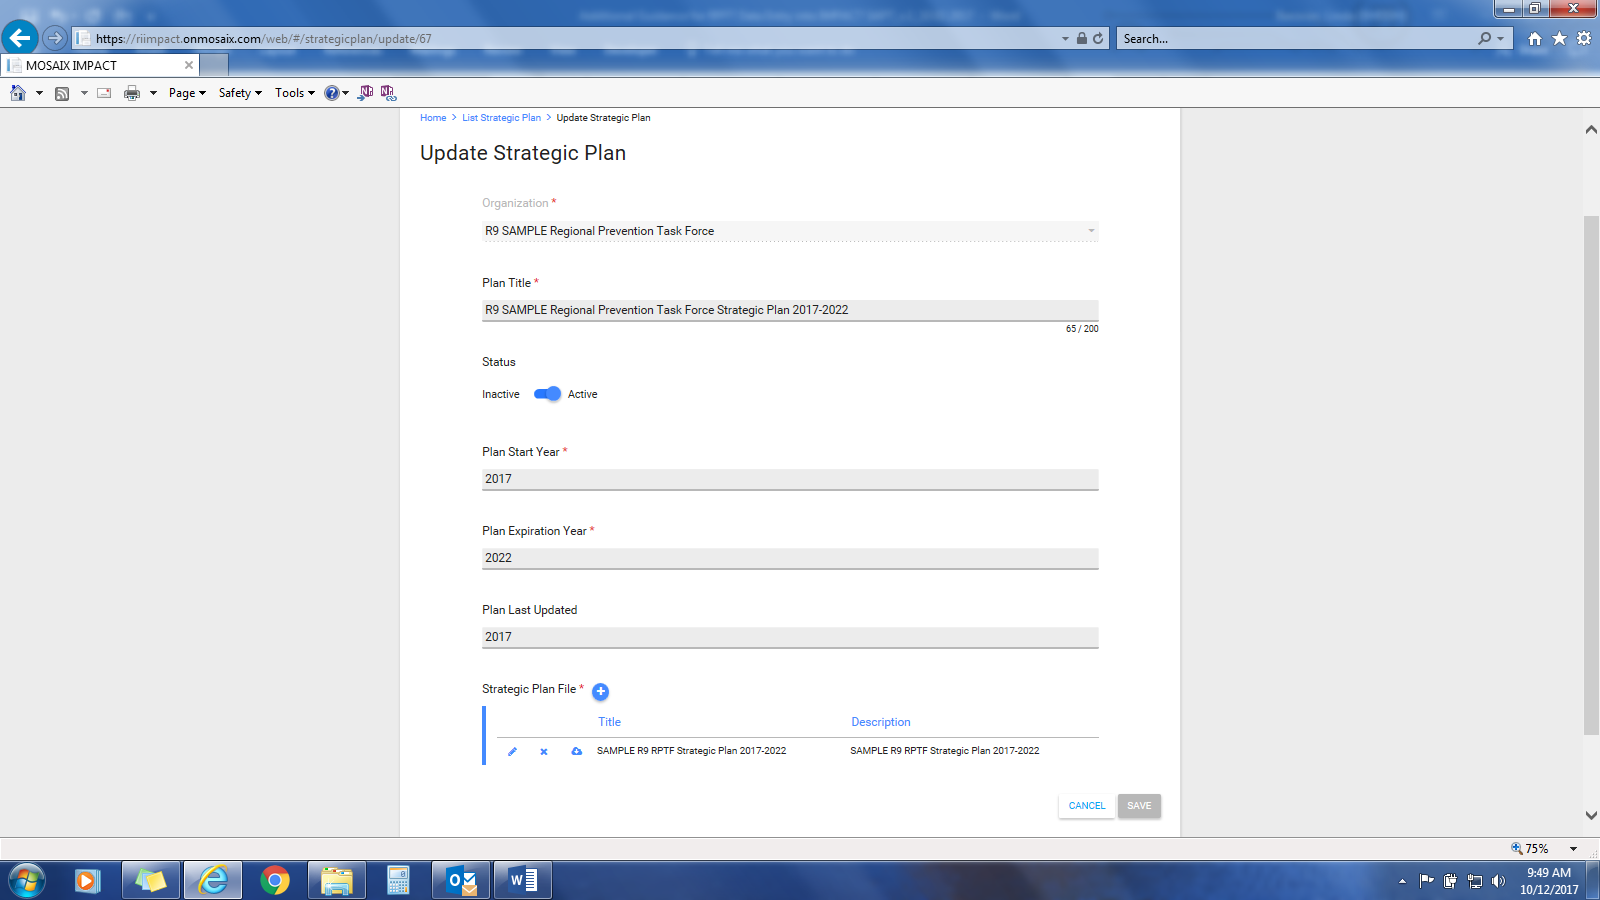 https://riimpact.onmosaix.com/web/#/strategicplan/update/67
Search...
MOSAIX IMPACT
Page Safety Tools
Home > List Strategic Plan > Update Strategic Plan
Update Strategic Plan
Organization *
R9 SAMPLE Regional Prevention Task Force
Plan Title *
R9 SAMPLE Regional Prevention Task Force Strategic Plan 2017-2022
65 / 200
Status
Inactive Active
Plan Start Year *
2017
Plan Expiration Year *
2022
Plan Last Updated
2017
Strategic Plan File *
Title Description
SAMPLE R9 RPTF Strategic Plan 2017-2022 SAMPLE R9 RPTF Strategic Plan 2017-2022
CANCEL SAVE
75%
9:49 AM
10/12/2017